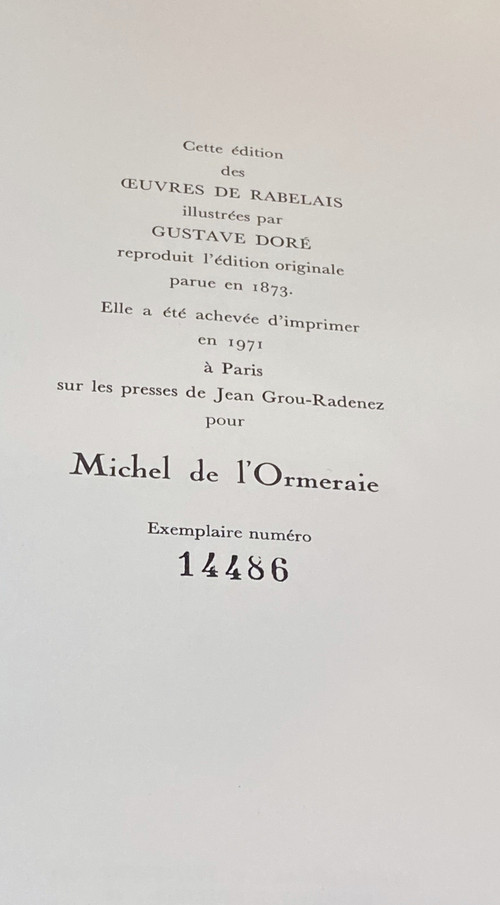 Cette édition
des
ŒUVRES DE RABELAIS
illustrées par
GUSTAVE DORÉ
reproduit l'édition originale
parue en 1873.
Elle a été achevée d'imprimer
en 1971
à Paris
sur les presses de Jean Grou-Radenez
pour
Michel de l'Ormeraie
Exemplaire numéro
14486